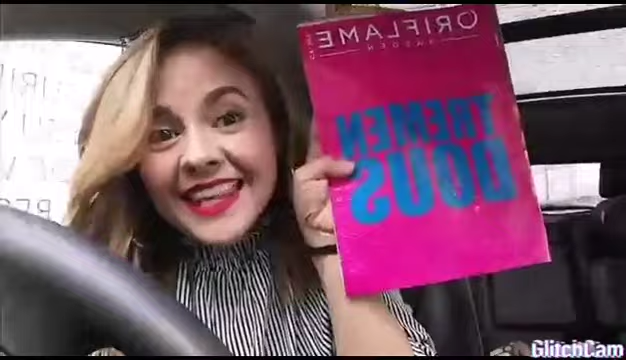 ORIFLAME
SWEDEN
TREMEN
DOUS
GlitchCam